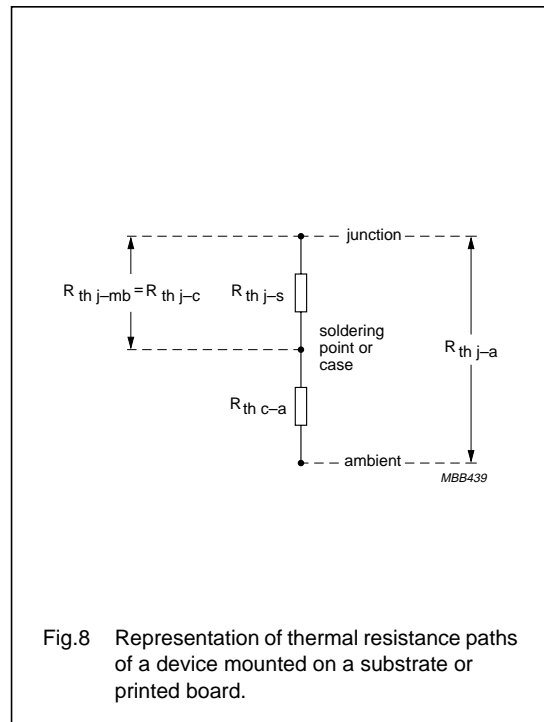 junction
R th j–mb = R th j–c
R th j–s
soldering
point or
case
R th j–a
R th c–a
ambient
MBB439
Fig.8 Representation of thermal resistance paths
of a device mounted on a substrate or
printed board.